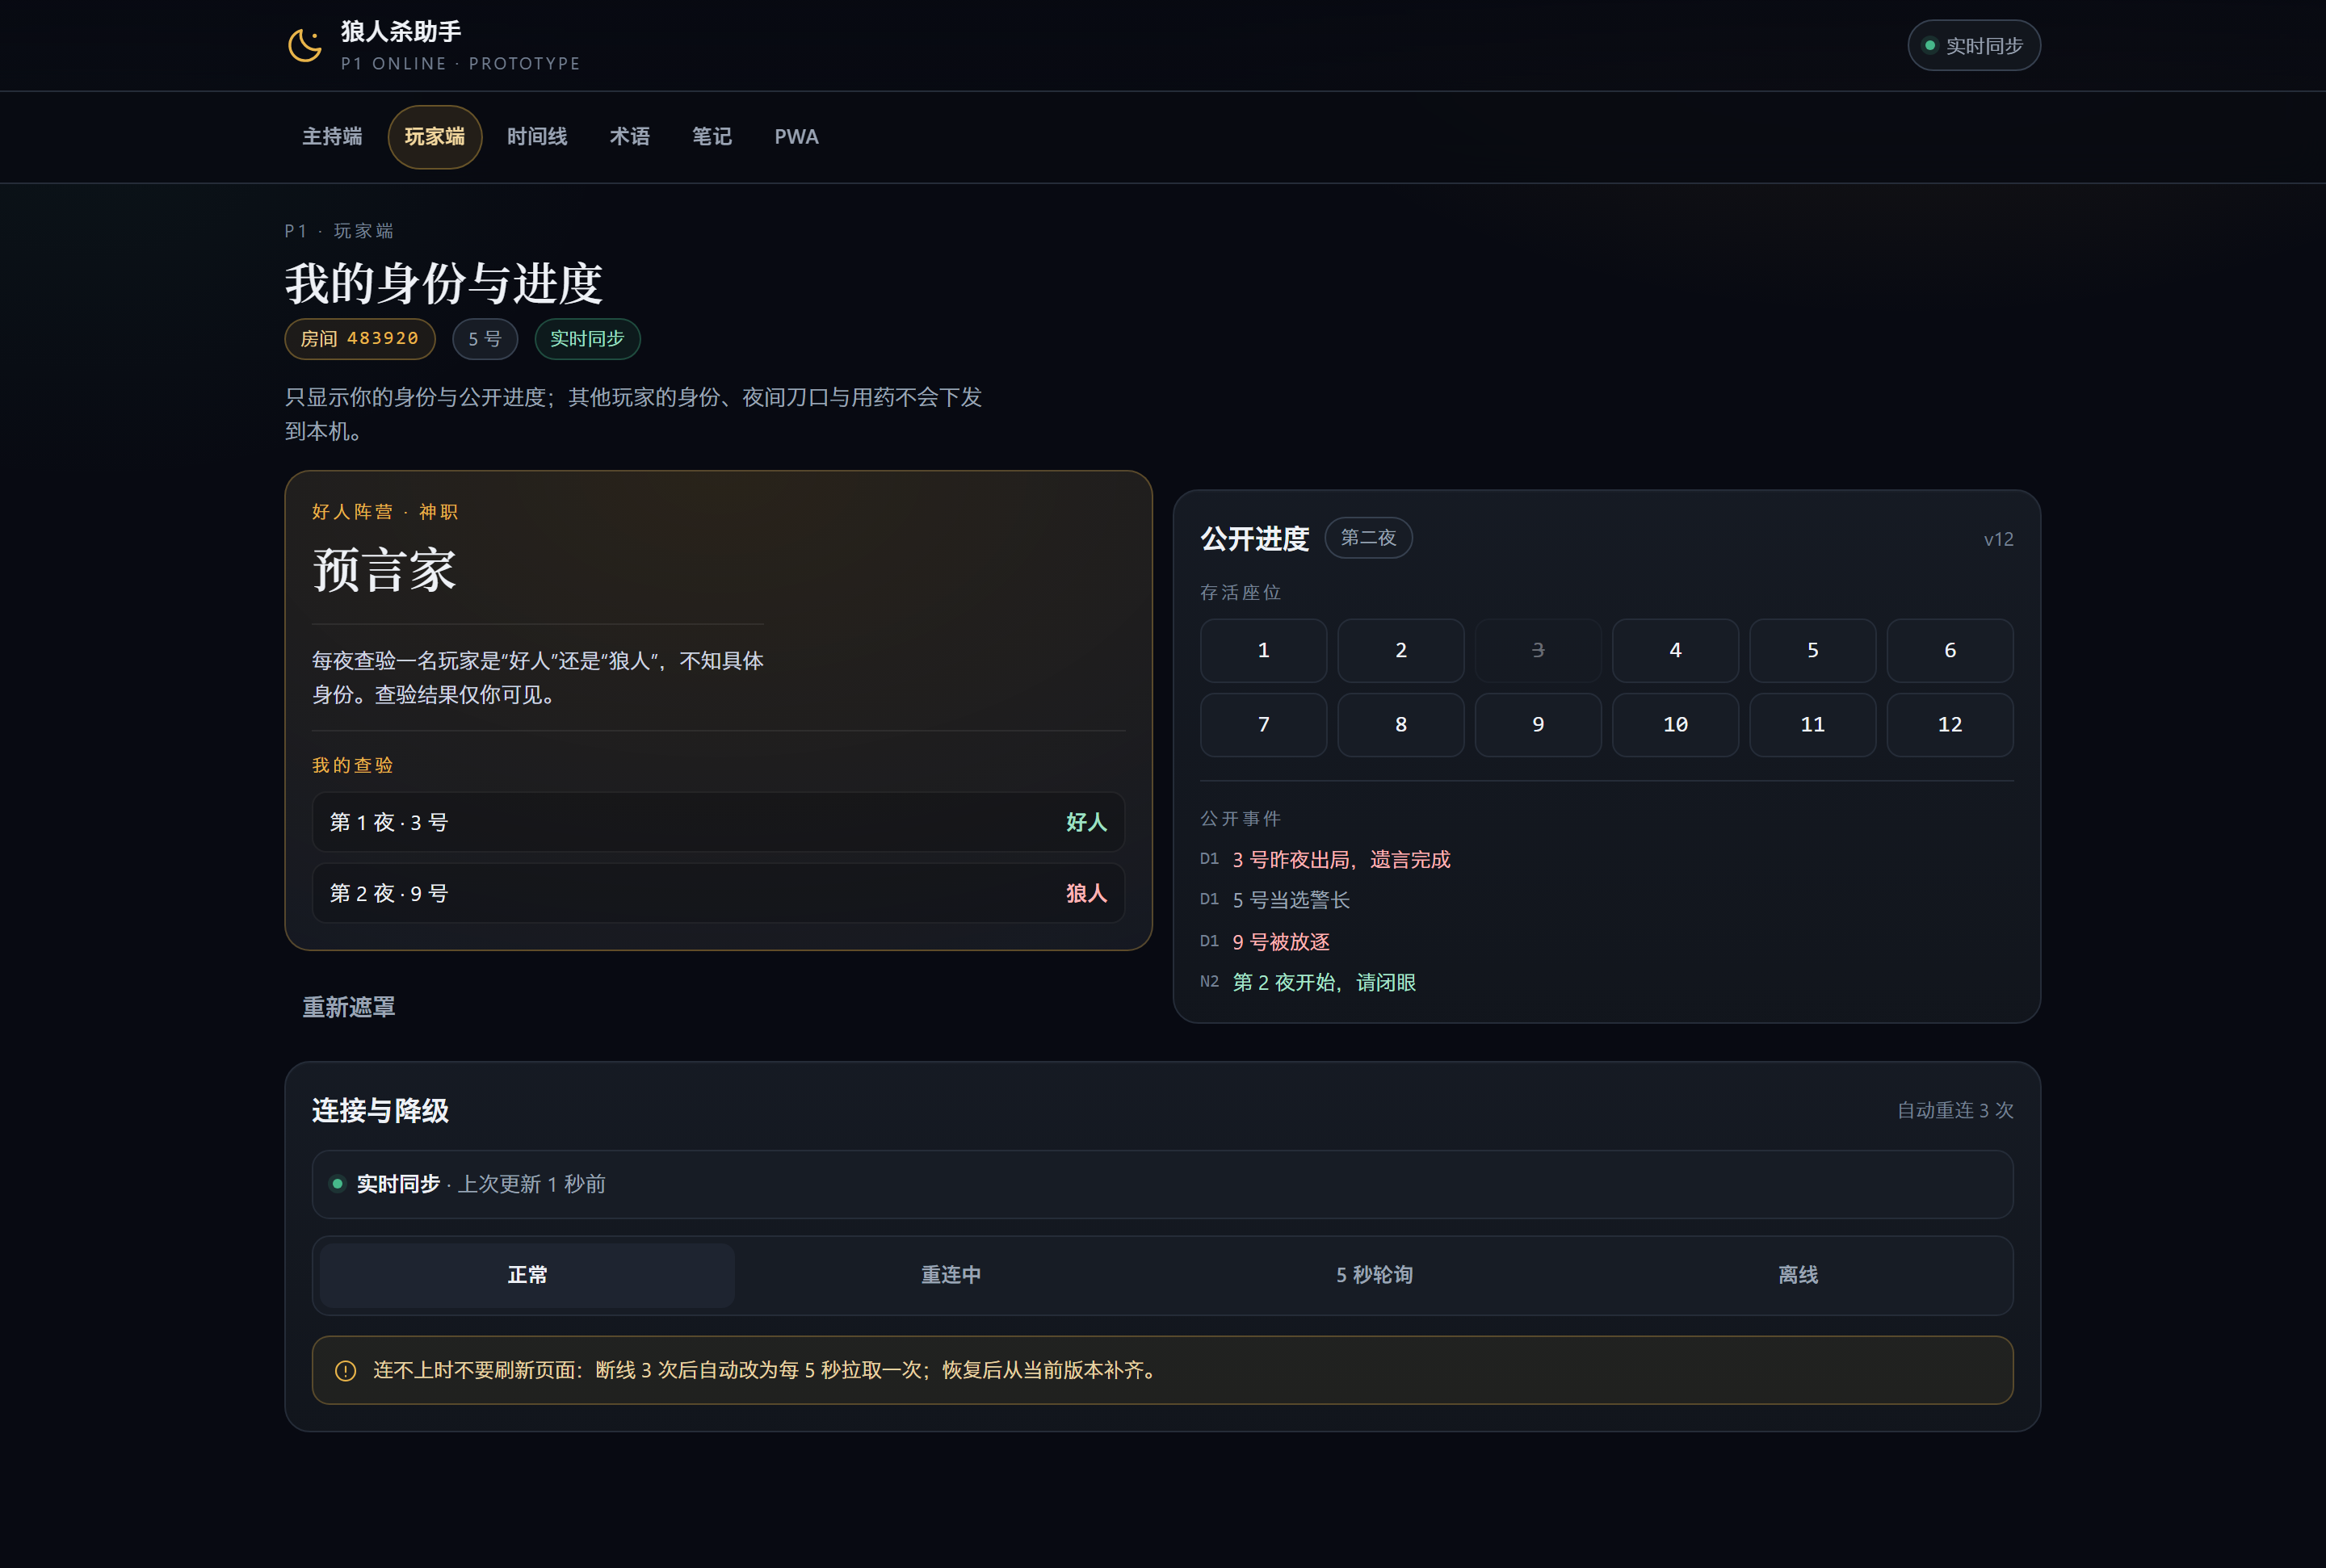 狼人杀助手
P1 ONLINE · PROTOTYPE
实时同步
主持端 玩家端 时间线 术语 笔记 PWA
P1 · 玩家端
我的身份与进度
房间 483920 5 号 实时同步
只显示你的身份与公开进度；其他玩家的身份、夜间刀口与用药不会下发
到本机。
好人阵营 · 神职
预言家
每夜查验一名玩家是“好人”还是“狼人”，不知具体
身份。查验结果仅你可见。
我的查验
第 1 夜 · 3 号 好人
第 2 夜 · 9 号 狼人
重新遮罩
公开进度 第二夜 v12
存活座位
1 2 3 4 5 6
7 8 9 10 11 12
公开事件
D1 3 号昨夜出局，遗言完成
D1 5 号当选警长
D1 9 号被放逐
N2 第 2 夜开始，请闭眼
连接与降级 自动重连 3 次
实时同步 · 上次更新 1 秒前
正常 重连中 5 秒轮询 离线
连不上时不要刷新页面：断线 3 次后自动改为每 5 秒拉取一次；恢复后从当前版本补齐。